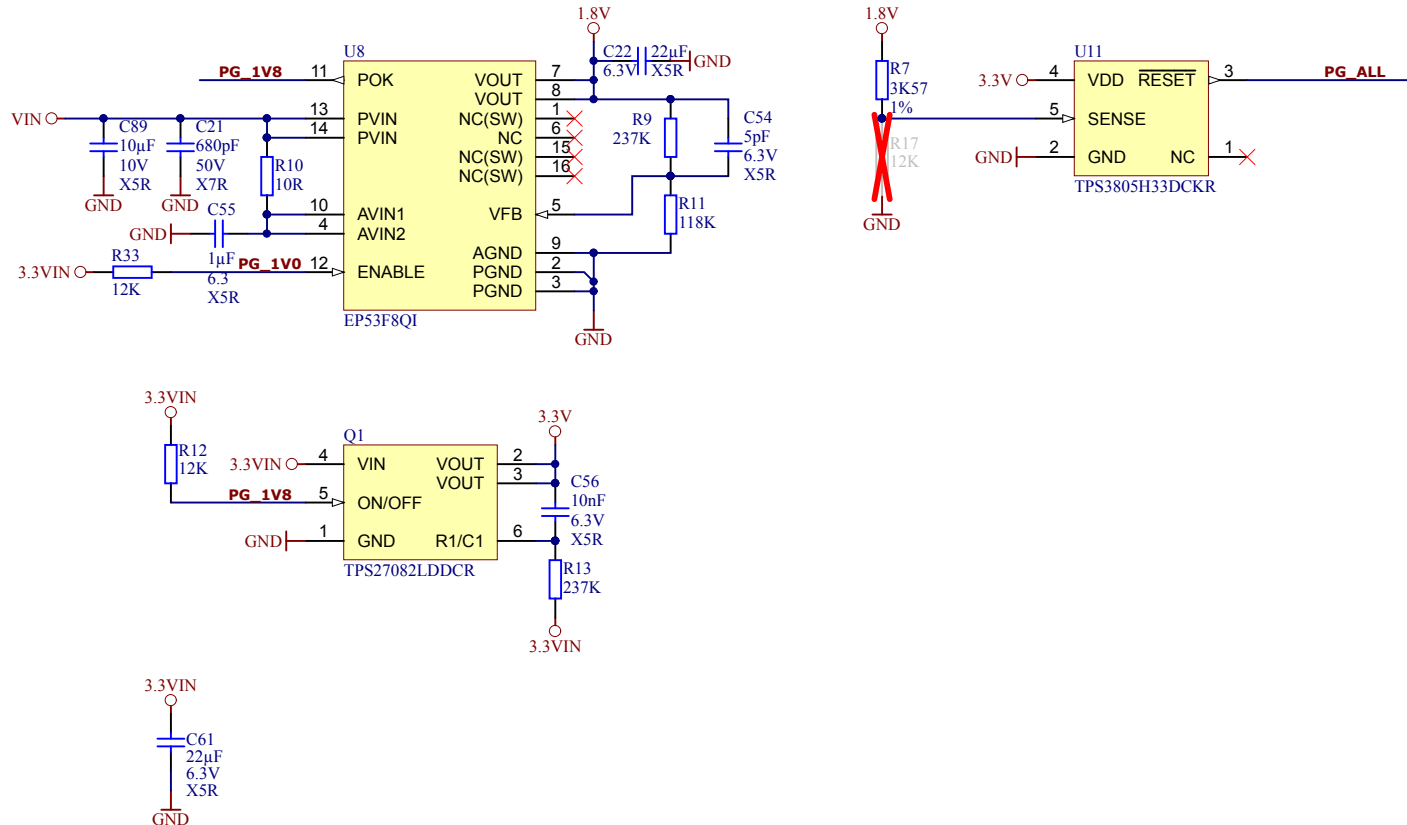 1.8V
U8
C22
22µF
6.3V
X5R
GND
PG_1V8
11
POK
VOUT
7
VOUT
8
VIN
13
PVIN
NC(SW)
1
14
PVIN
NC
6
NC(SW)
15
NC(SW)
16
C89
10µF
10V
X5R
GND
C21
680pF
50V
X7R
GND
R10
10R
R9
237K
C54
5pF
6.3V
X5R
10
AVIN1
VFB
5
R11
118K
GND
C55
1µF
6.3
X5R
4
AVIN2
AGND
9
3.3VIN
R33
12K
PG_1V0
12
ENABLE
PGND
2
PGND
3
EP53F8QI
GND
1.8V
R7
3K57
1%
R17
12K
GND
U11
3.3V
4
VDD
RESET
3
PG_ALL
5
SENSE
GND
2
GND
NC
1
TPS3805H33DCKR
3.3VIN
R12
12K
3.3V
Q1
3.3VIN
4
VIN
VOUT
2
VOUT
3
PG_1V8
5
ON/OFF
C56
10nF
6.3V
X5R
GND
1
GND
R1/C1
6
TPS27082LDDCR
R13
237K
3.3VIN
3.3VIN
C61
22µF
6.3V
X5R
GND